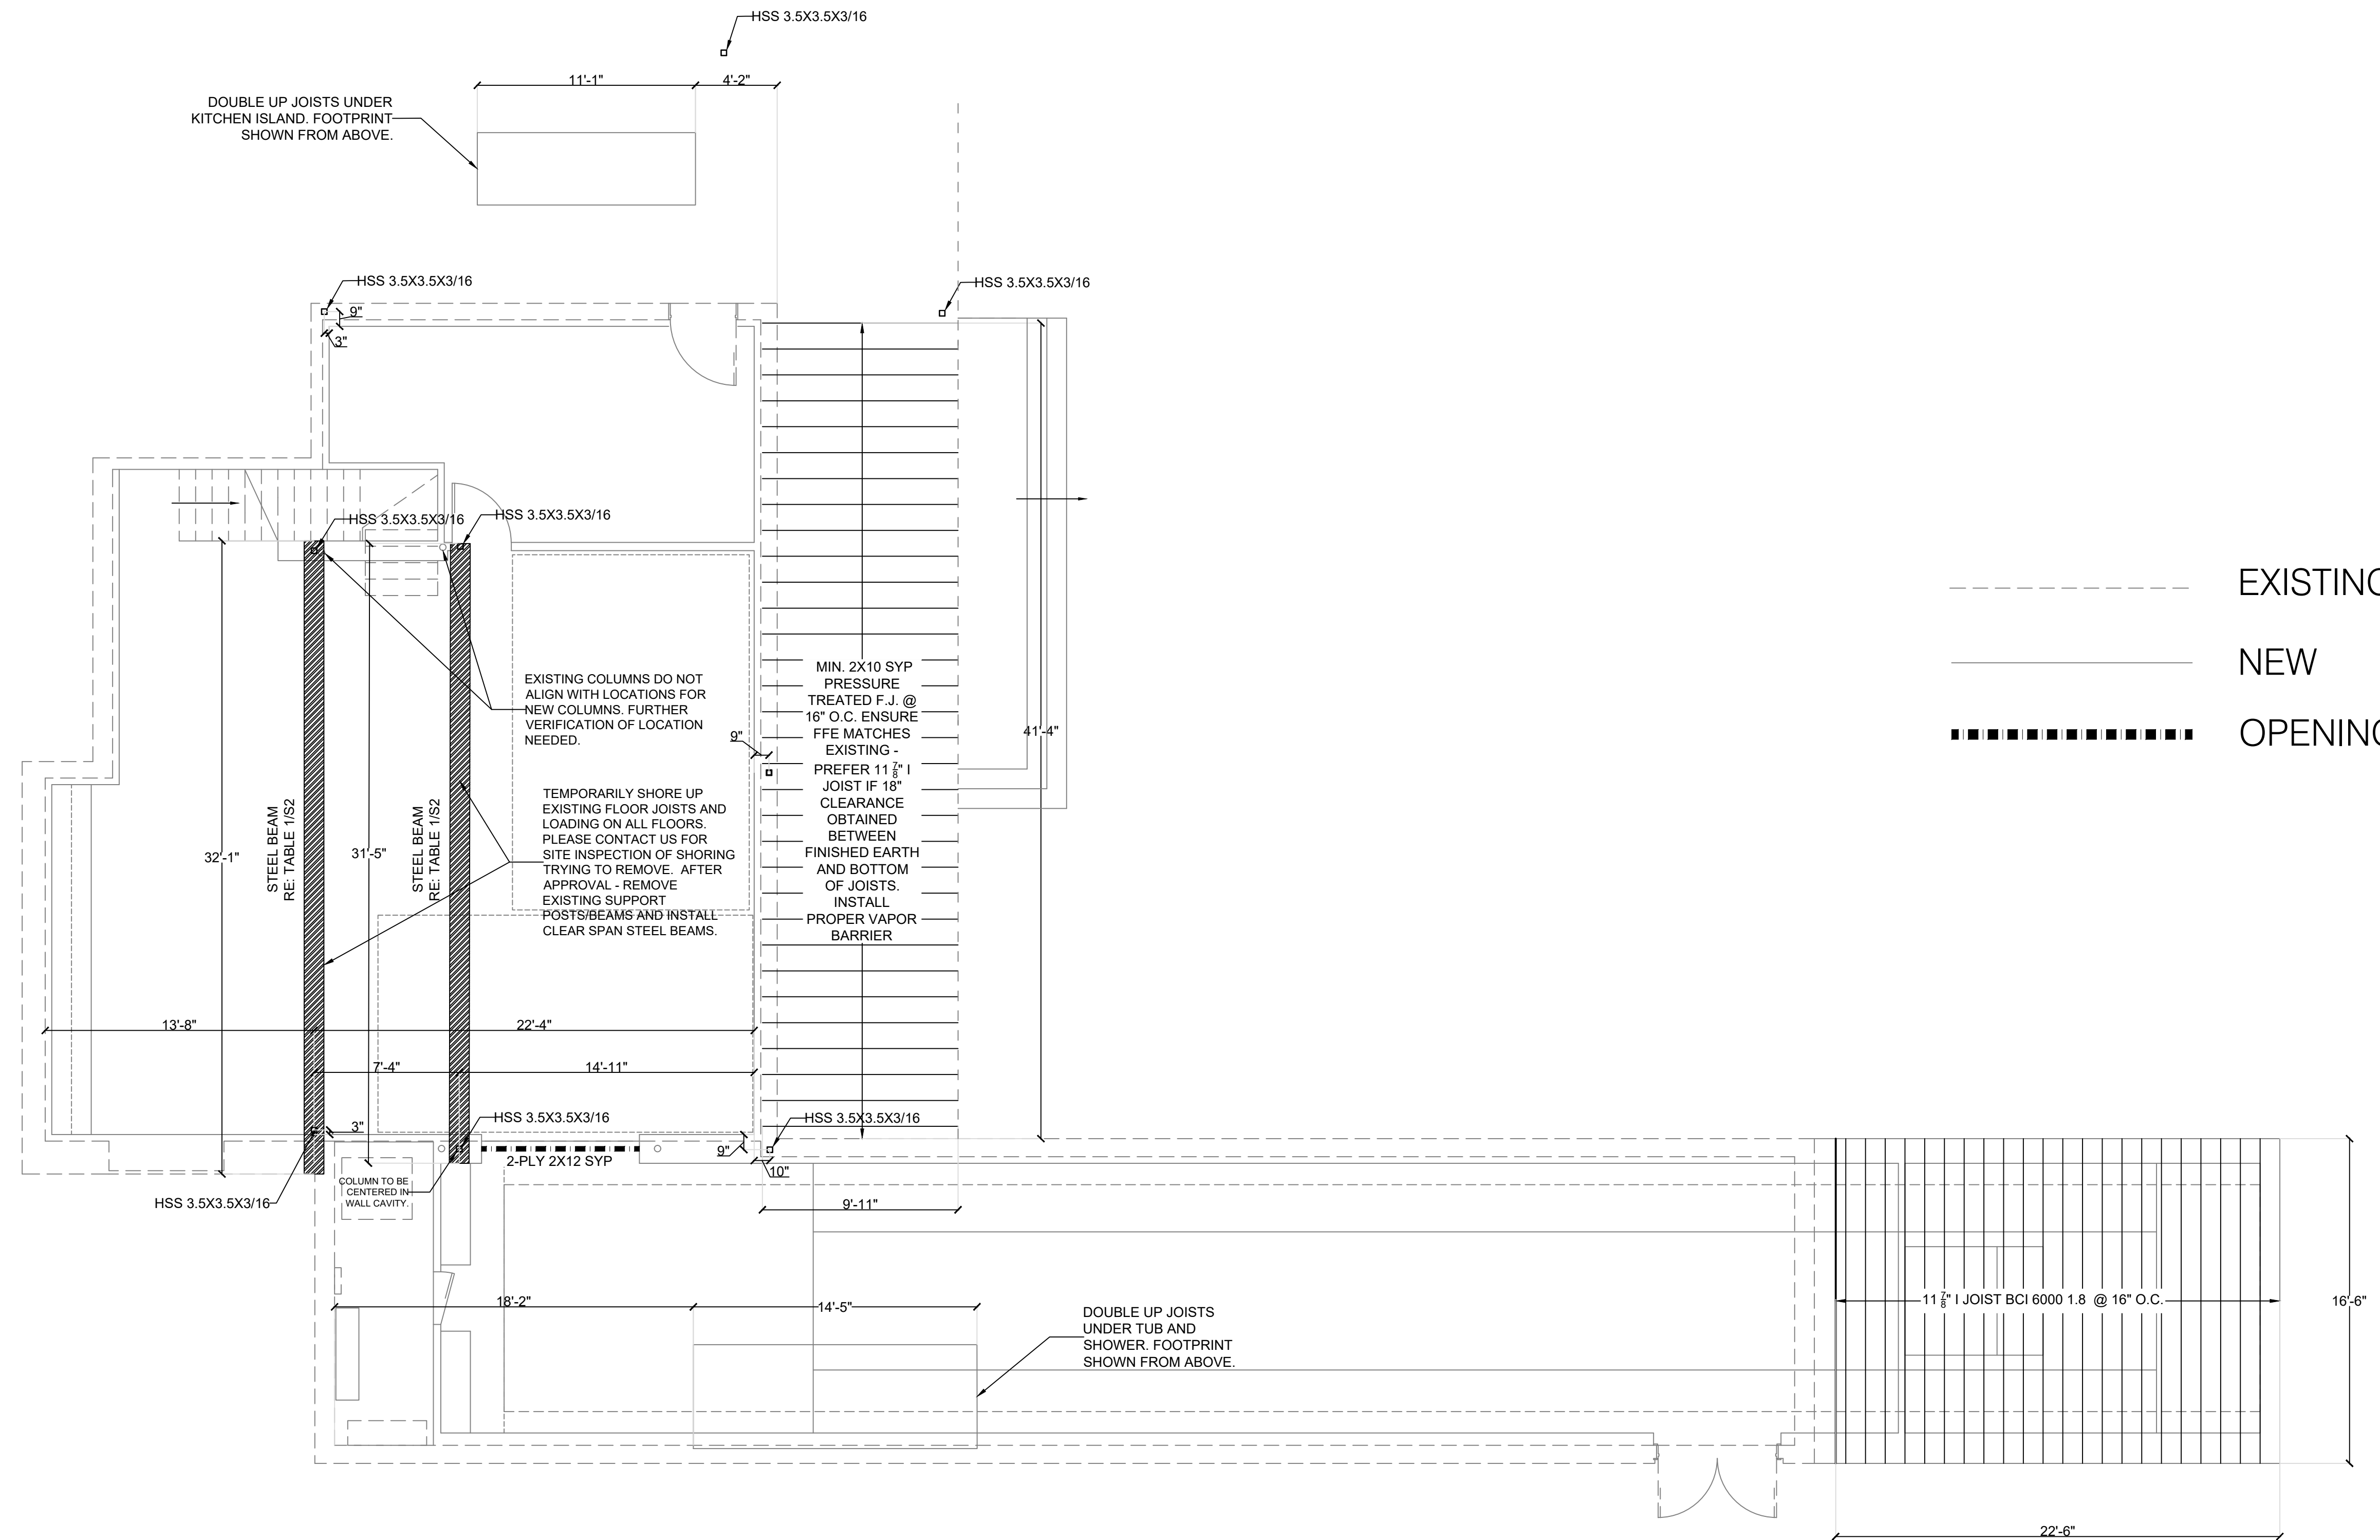 HSS 3.5X3.5X3/16
11'-1"
4'-2"
DOUBLE UP JOISTS UNDER
KITCHEN ISLAND. FOOTPRINT
SHOWN FROM ABOVE.
HSS 3.5X3.5X3/16
HSS 3.5X3.5X3/16
9"
3"
HSS 3.5X3.5X3/16
HSS 3.5X3.5X3/16
EXISTING
NEW
OPENING
EXISTING COLUMNS DO NOT
ALIGN WITH LOCATIONS FOR
NEW COLUMNS. FURTHER
VERIFICATION OF LOCATION
NEEDED.
MIN. 2X10 SYP
PRESSURE
TREATED F.J. @
16" O.C. ENSURE
FFE MATCHES
EXISTING -
PREFER 11 7/8" I
JOIST IF 18"
CLEARANCE
OBTAINED
BETWEEN
FINISHED EARTH
AND BOTTOM
OF JOISTS.
INSTALL
PROPER VAPOR
BARRIER
9"
41'-4"
TEMPORARILY SHORE UP
EXISTING FLOOR JOISTS AND
LOADING ON ALL FLOORS.
PLEASE CONTACT US FOR
SITE INSPECTION OF SHORING
TRYING TO REMOVE. AFTER
APPROVAL - REMOVE
EXISTING SUPPORT
POSTS/BEAMS AND INSTALL
CLEAR SPAN STEEL BEAMS.
32'-1"
STEEL BEAM
RE: TABLE 1/S2
31'-5"
STEEL BEAM
RE: TABLE 1/S2
13'-8"
22'-4"
7'-4"
14'-11"
3"
HSS 3.5X3.5X3/16
HSS 3.5X3.5X3/16
2-PLY 2X12 SYP
9"
10"
COLUMN TO BE
CENTERED IN
WALL CAVITY.
HSS 3.5X3.5X3/16
9'-11"
18'-2"
14'-5"
DOUBLE UP JOISTS
UNDER TUB AND
SHOWER. FOOTPRINT
SHOWN FROM ABOVE.
11 7/8" I JOIST BCI 6000 1.8 @ 16" O.C.
16'-6"
22'-6"